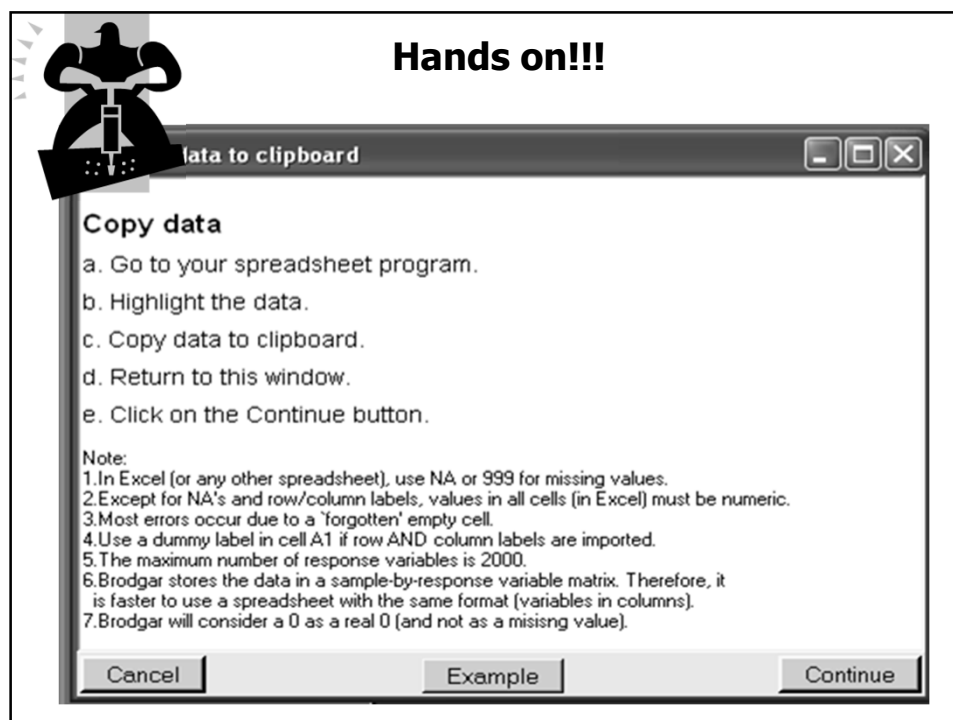 Hands on!!!
data to clipboard
Copy data
a. Go to your spreadsheet program.
b. Highlight the data.
c. Copy data to clipboard.
d. Return to this window.
e. Click on the Continue button.
Note:
1.In Excel (or any other spreadsheet), use NA or 999 for missing values.
2.Except for NA's and row/column labels, values in all cells (in Excel) must be numeric.
3.Most errors occur due to a `forgotten' empty cell.
4.Use a dummy label in cell A1 if row AND column labels are imported.
5.The maximum number of response variables is 2000.
6.Brodgar stores the data in a sample-by-response variable matrix. Therefore, it
is faster to use a spreadsheet with the same format (variables in columns).
7.Brodgar will consider a 0 as a real 0 (and not as a misisng value).
Cancel
Example
Continue